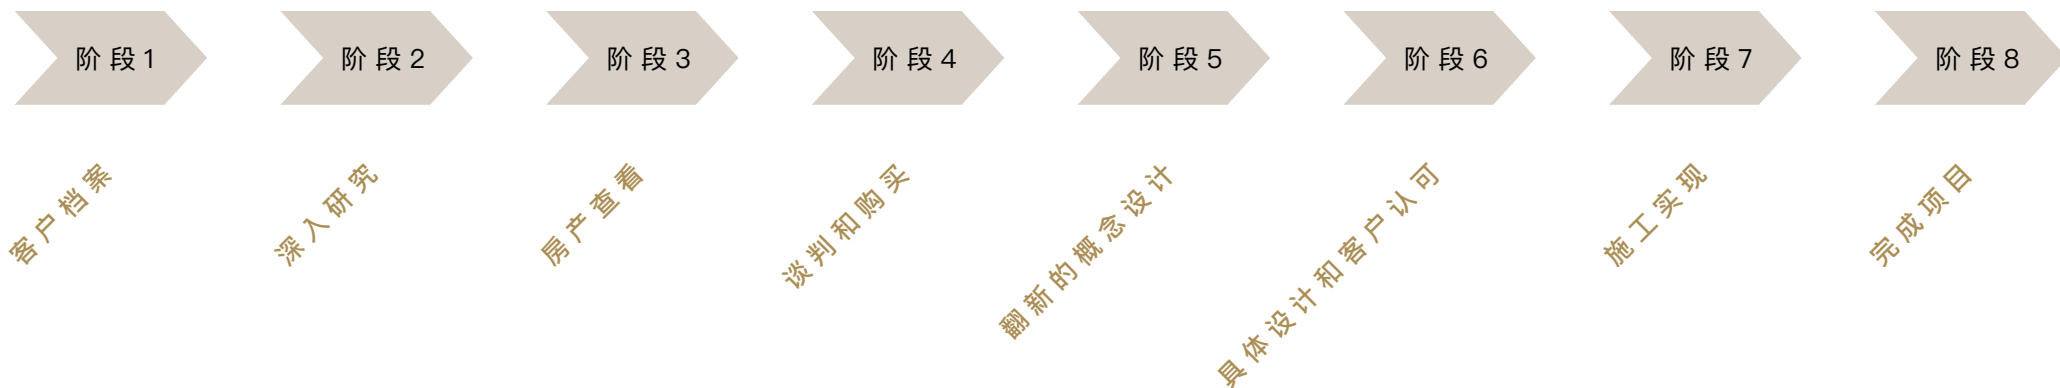 阶段1
阶段2
阶段3
阶段4
阶段5
阶段6
阶段7
阶段8
客户档案
深入研究
房产查看
谈判和购买
翻新的概念设计
具体设计和客户认可
施工实现
完成项目